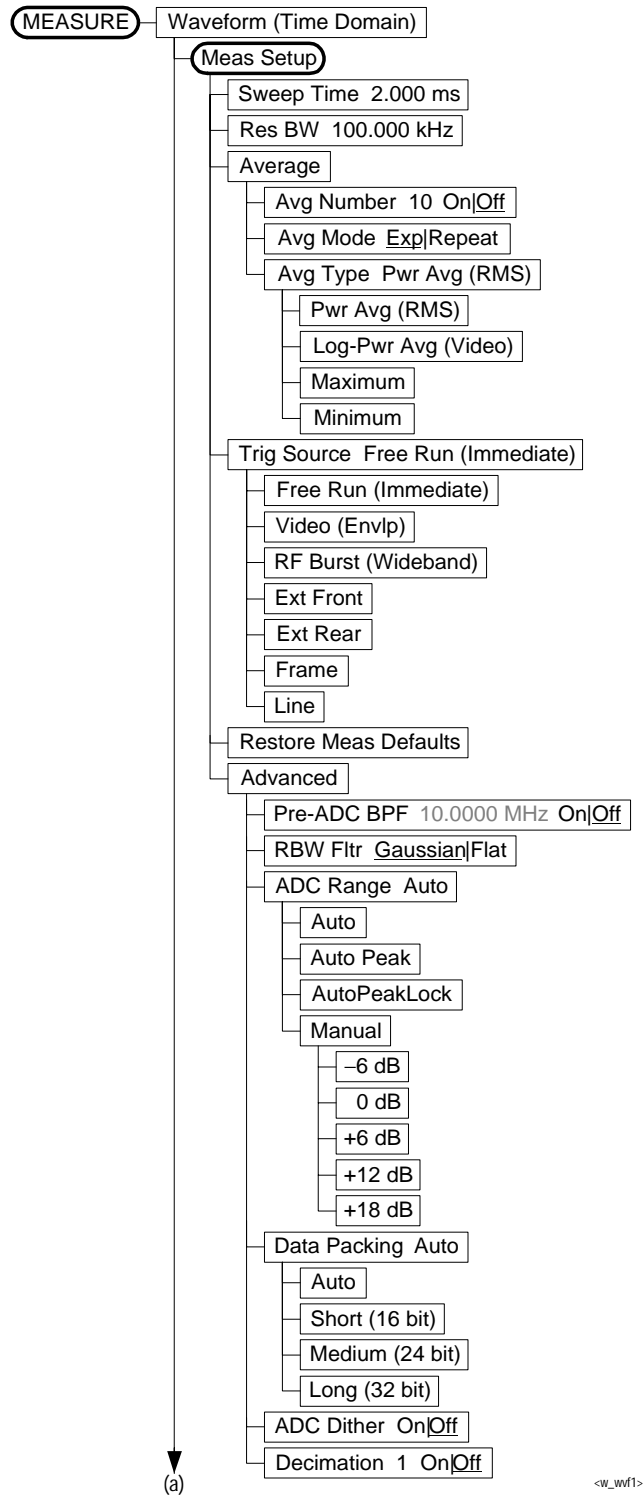 MEASURE
Waveform (Time Domain)
Meas Setup
Sweep Time 2.000 ms
Res BW 100.000 kHz
Average
Avg Number 10 On|Off
Avg Mode Exp|Repeat
Avg Type Pwr Avg (RMS)
Pwr Avg (RMS)
Log-Pwr Avg (Video)
Maximum
Minimum
Trig Source Free Run (Immediate)
Free Run (Immediate)
Video (Envlp)
RF Burst (Wideband)
Ext Front
Ext Rear
Frame
Line
Restore Meas Defaults
Advanced
Pre-ADC BPF 10.0000 MHz On|Off
RBW Fltr Gaussian|Flat
ADC Range Auto
Auto
Auto Peak
AutoPeakLock
Manual
–6 dB
0 dB
+6 dB
+12 dB
+18 dB
Data Packing Auto
Auto
Short (16 bit)
Medium (24 bit)
Long (32 bit)
ADC Dither On|Off
Decimation 1 On|Off
(a)
<w_wvf1>